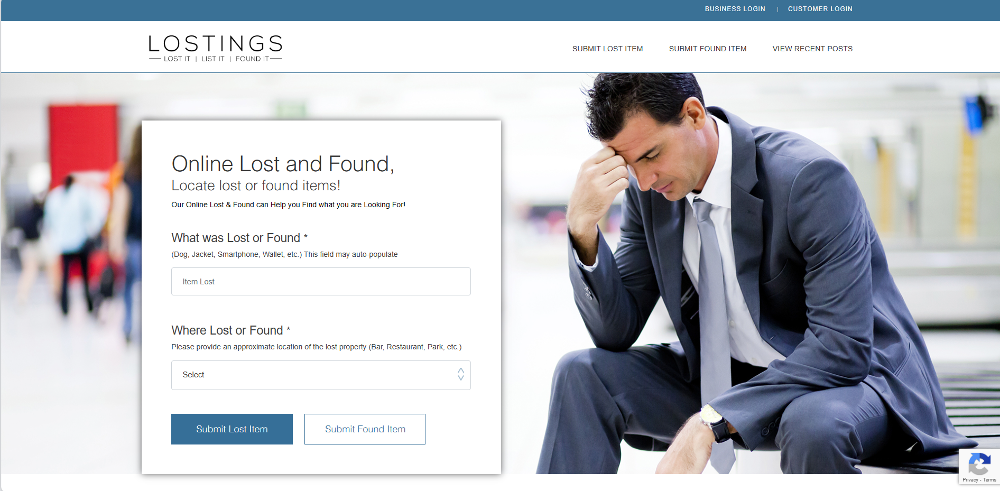 BUSINESS LOGIN | CUSTOMER LOGIN
LOSTINGS
LOST IT | LIST IT | FOUND IT
SUBMIT LOST ITEM SUBMIT FOUND ITEM VIEW RECENT POSTS
Online Lost and Found,
Locate lost or found items!
Our Online Lost & Found can Help you Find what you are Looking For!
What was Lost or Found *
(Dog, Jacket, Smartphone, Wallet, etc.) This field may auto-populate
Item Lost
Where Lost or Found *
Please provide an approximate location of the lost property (Bar, Restaurant, Park, etc.)
Select
Submit Lost Item Submit Found Item
Privacy - Terms